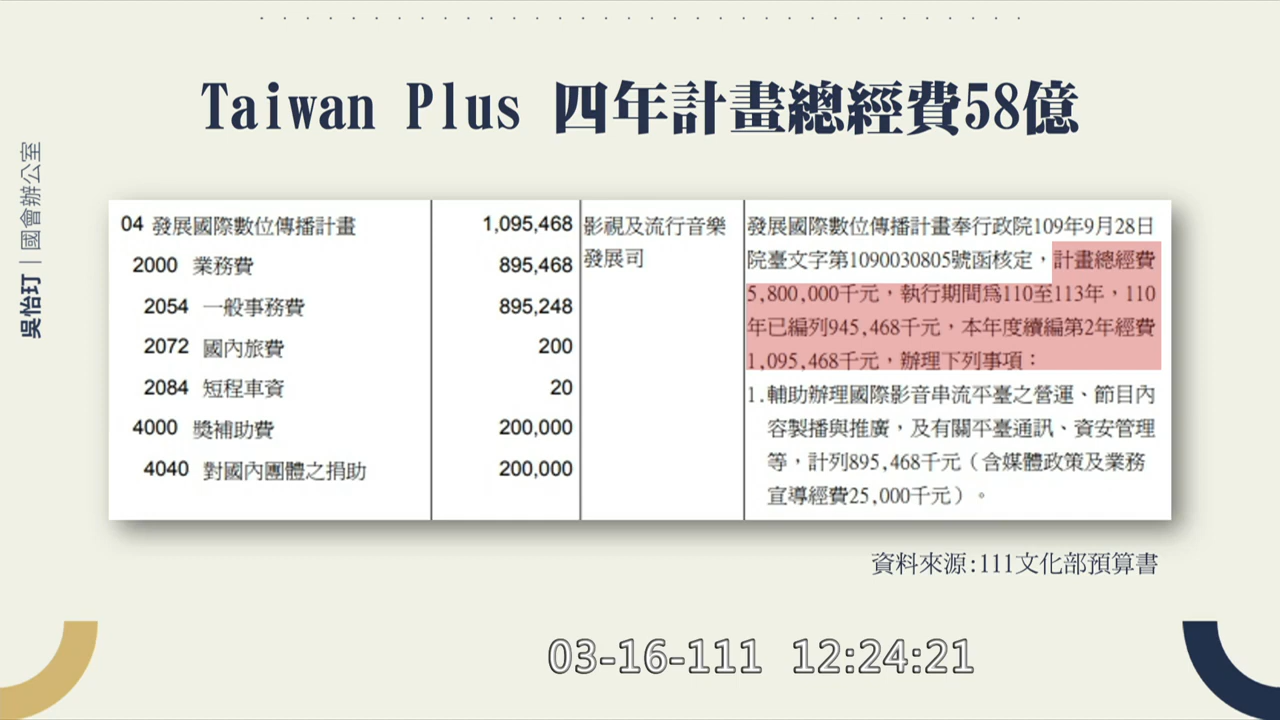 Taiwan Plus 四年計畫總經費58億
吳怡玎｜國會辦公室
04 發展國際數位傳播計畫 1,095,468
2000 業務費 895,468
2054 一般事務費 895,248
2072 國內旅費 200
2084 短程車資 20
4000 獎補助費 200,000
4040 對國內團體之捐助 200,000
影視及流行音樂
發展司
發展國際數位傳播計畫奉行政院109年9月28日
院臺文字第1090030805號函核定，計畫總經費
5,800,000千元，執行期間為110至113年，110
年已編列945,468千元，本年度續編第2年經費
1,095,468千元，辦理下列事項：
1.輔助辦理國際影音串流平臺之營運、節目內
容製播與推廣，及有關平臺通訊、資安管理
等，計列895,468千元（含媒體政策及業務
宣導經費25,000千元）。
資料來源:111文化部預算書
03-16-111 12:24:21